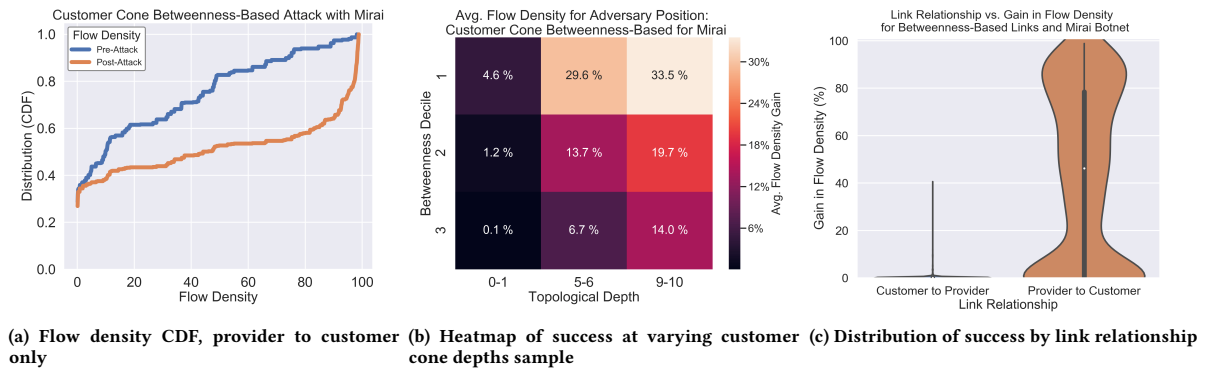 Customer Cone Betweenness-Based Attack with Mirai
1.0
0.8
0.6
0.4
0.2
0.0
Distribution (CDF)
Flow Density
Pre-Attack
Post-Attack
0
20
40
60
80
100
Flow Density
Avg. Flow Density for Adversary Position:
Customer Cone Betweenness-Based for Mirai
Betweenness Decile
1
2
3
4.6 %
29.6 %
33.5 %
1.2 %
13.7 %
19.7 %
0.1 %
6.7 %
14.0 %
0-1
5-6
9-10
Topological Depth
30%
24%
18%
12%
6%
Avg. Flow Density Gain
Link Relationship vs. Gain in Flow Density
for Betweenness-Based Links and Mirai Botnet
Gain in Flow Density (%)
100
80
60
40
20
0
Customer to Provider
Provider to Customer
Link Relationship
(a) Flow density CDF, provider to customer
only
(b) Heatmap of success at varying customer
cone depths sample
(c) Distribution of success by link relationship